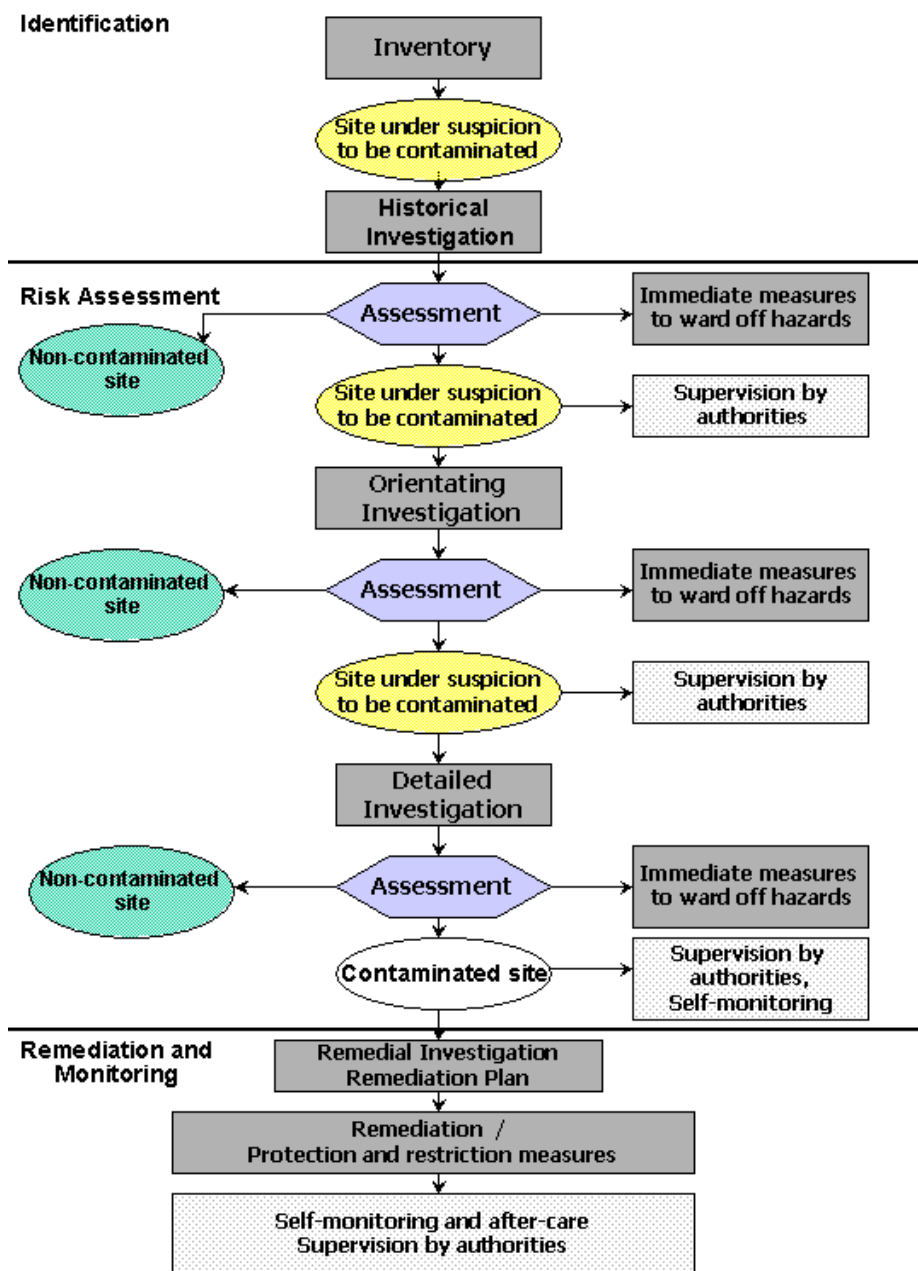 Identification
Inventory
Site under suspicion
to be contaminated
Historical
Investigation
Risk Assessment
Assessment
Immediate measures
to ward off hazards
Non-contaminated
site
Site under suspicion
to be contaminated
Supervision by
authorities
Orientating
Investigation
Non-contaminated
site
Assessment
Immediate measures
to ward off hazards
Site under suspicion
to be contaminated
Supervision by
authorities
Detailed
Investigation
Non-contaminated
site
Assessment
Immediate measures
to ward off hazards
Contaminated site
Supervision by
authorities,
Self-monitoring
Remediation and
Monitoring
Remedial Investigation
Remediation Plan
Remediation /
Protection and restriction measures
Self-monitoring and after-care
Supervision by authorities